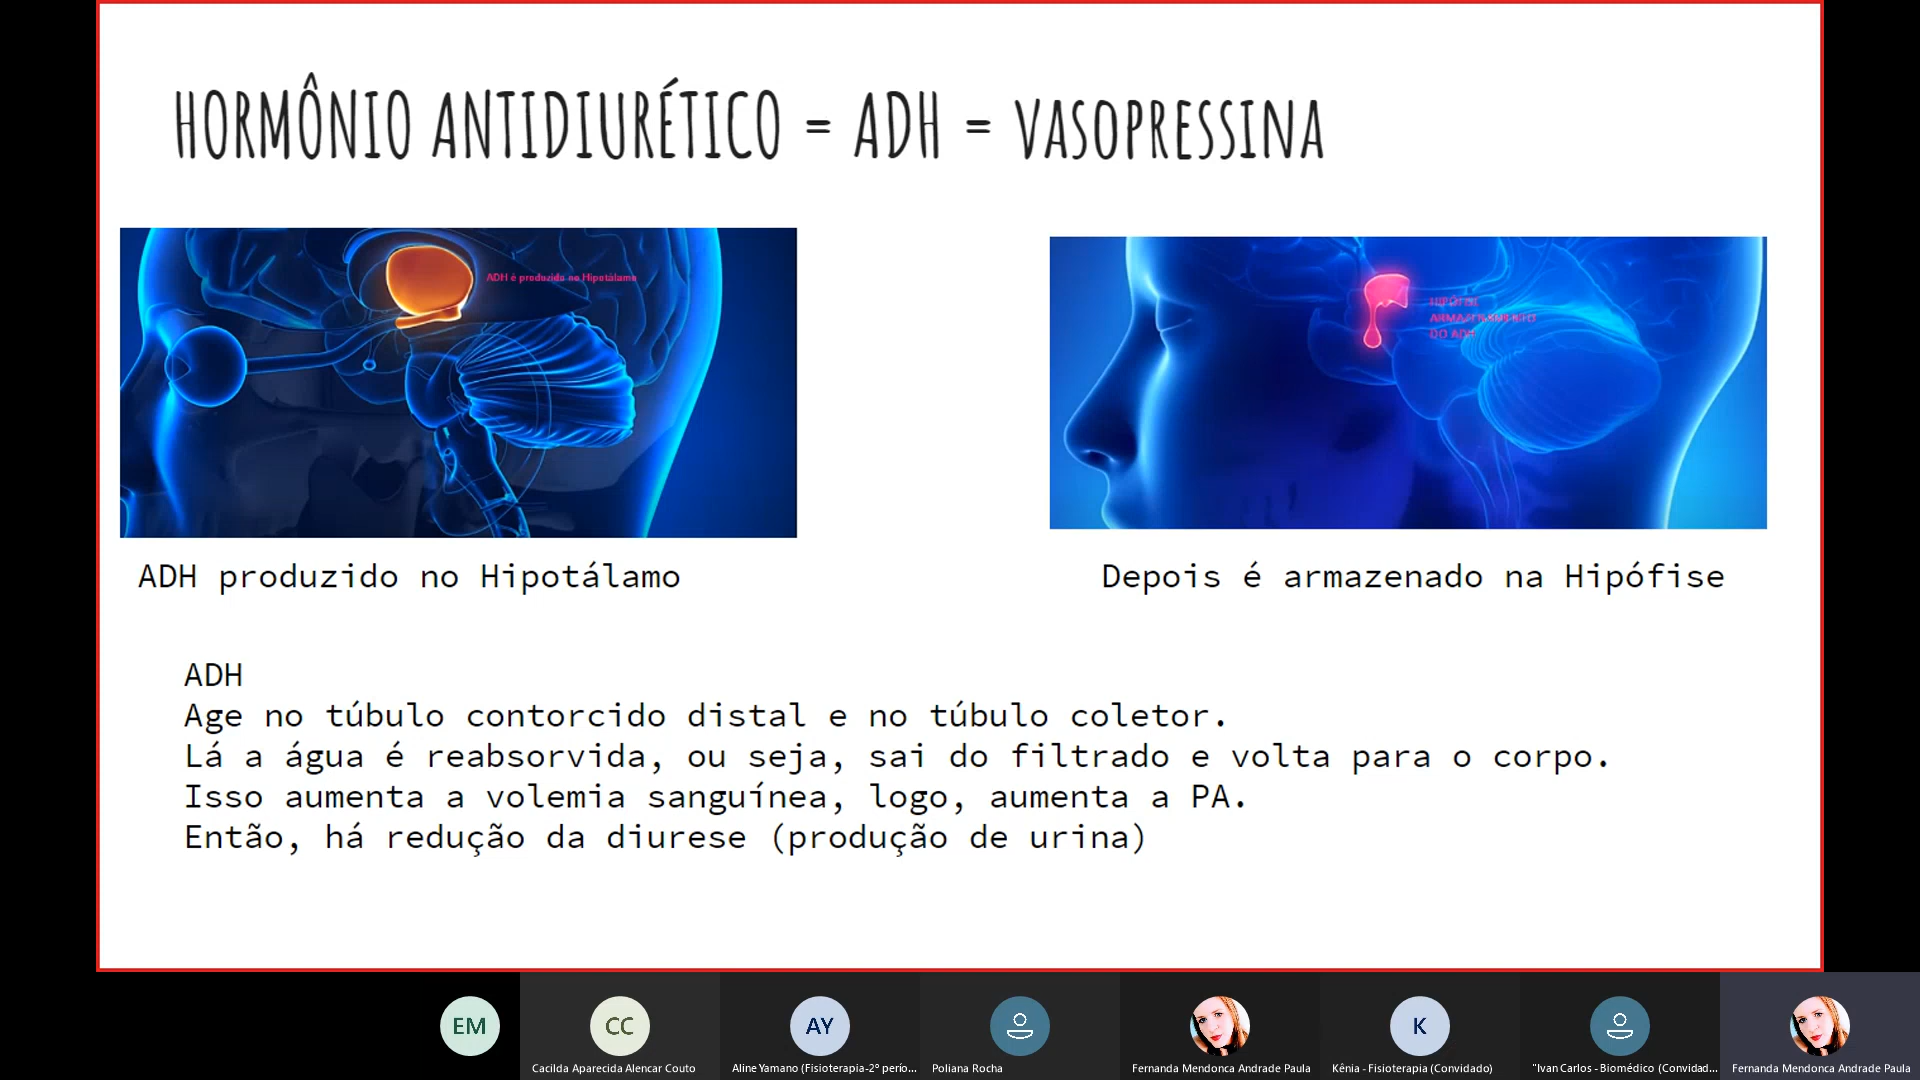 HORMÔNIO ANTIDIURÉTICO = ADH = VASOPRESSINA
ADH é produzido no Hipotálamo
HIPÓFISE
ARMAZENAMENTO
DO ADH
ADH produzido no Hipotálamo
Depois é armazenado na Hipófise
ADH
Age no túbulo contorcido distal e no túbulo coletor.
Lá a água é reabsorvida, ou seja, sai do filtrado e volta para o corpo.
Isso aumenta a volemia sanguínea, logo, aumenta a PA.
Então, há redução da diurese (produção de urina)
EM
CC
AY
K
Cacilda Aparecida Alencar Couto
Aline Yamano (Fisioterapia-2º perío...
Poliana Rocha
Fernanda Mendonca Andrade Paula
Kênia - Fisioterapia (Convidado)
"Ivan Carlos - Biomédico (Convidad...
Fernanda Mendonca Andrade Paula